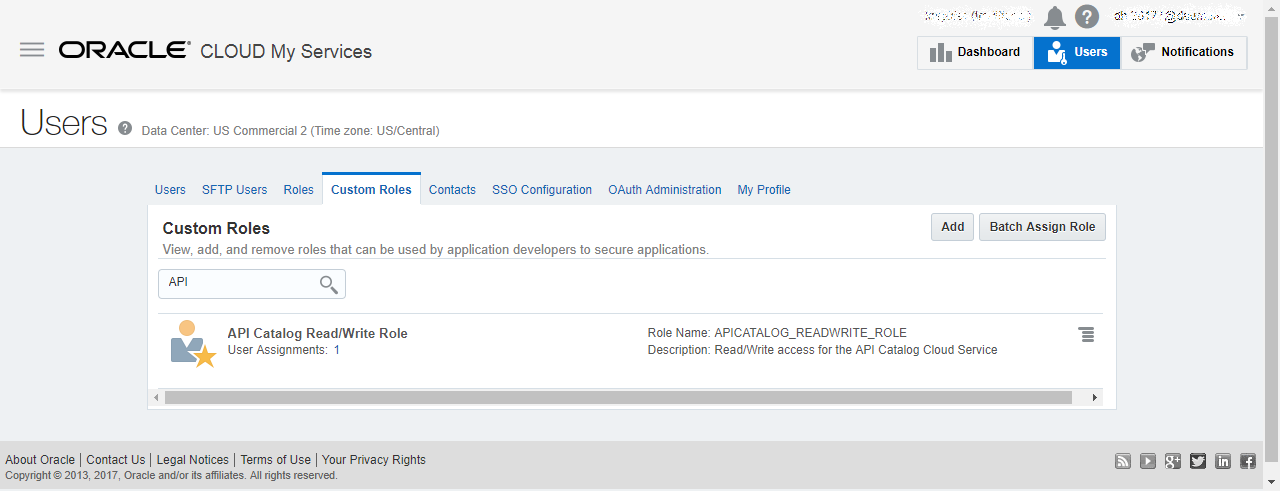 ORACLE® CLOUD My Services
Dashboard Users Notifications
Users ? Data Center: US Commercial 2 (Time zone: US/Central)
Users SFTP Users Roles Custom Roles Contacts SSO Configuration OAuth Administration My Profile
Custom Roles
Add Batch Assign Role
View, add, and remove roles that can be used by application developers to secure applications.
API
API Catalog Read/Write Role
User Assignments: 1
Role Name: APICATALOG_READWRITE_ROLE
Description: Read/Write access for the API Catalog Cloud Service
About Oracle | Contact Us | Legal Notices | Terms of Use | Your Privacy Rights
Copyright © 2013, 2017, Oracle and/or its affiliates. All rights reserved.